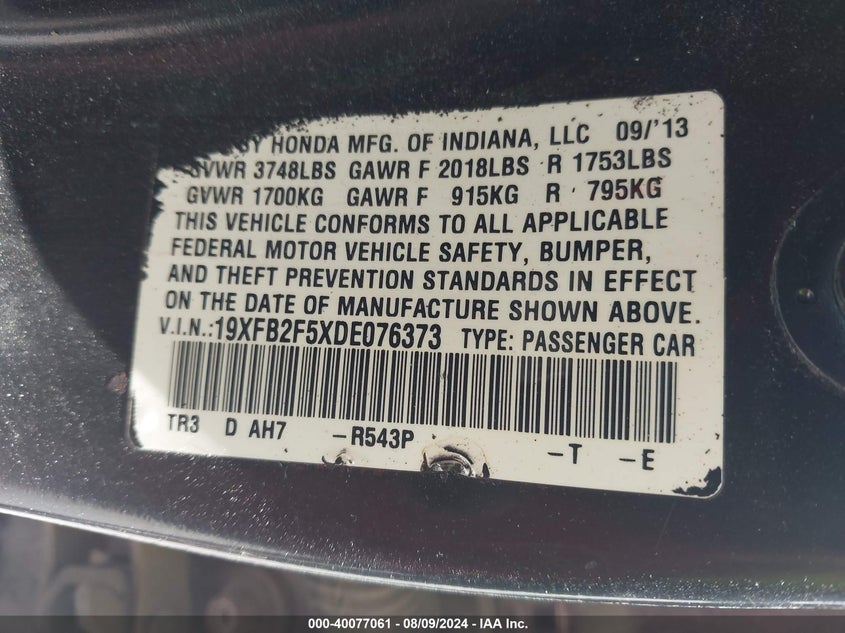 BY HONDA MFG. OF INDIANA, LLC 09/'13
GVWR 3748LBS GAWR F 2018LBS R 1753LBS
GVWR 1700KG GAWR F 915KG R 795KG
THIS VEHICLE CONFORMS TO ALL APPLICABLE
FEDERAL MOTOR VEHICLE SAFETY, BUMPER,
AND THEFT PREVENTION STANDARDS IN EFFECT
ON THE DATE OF MANUFACTURE SHOWN ABOVE.
V.I.N.:19XFB2F5XDE076373 TYPE: PASSENGER CAR
TR3 D AH7 -R543P -T -E
000-40077061 - 08/09/2024 - IAA Inc.